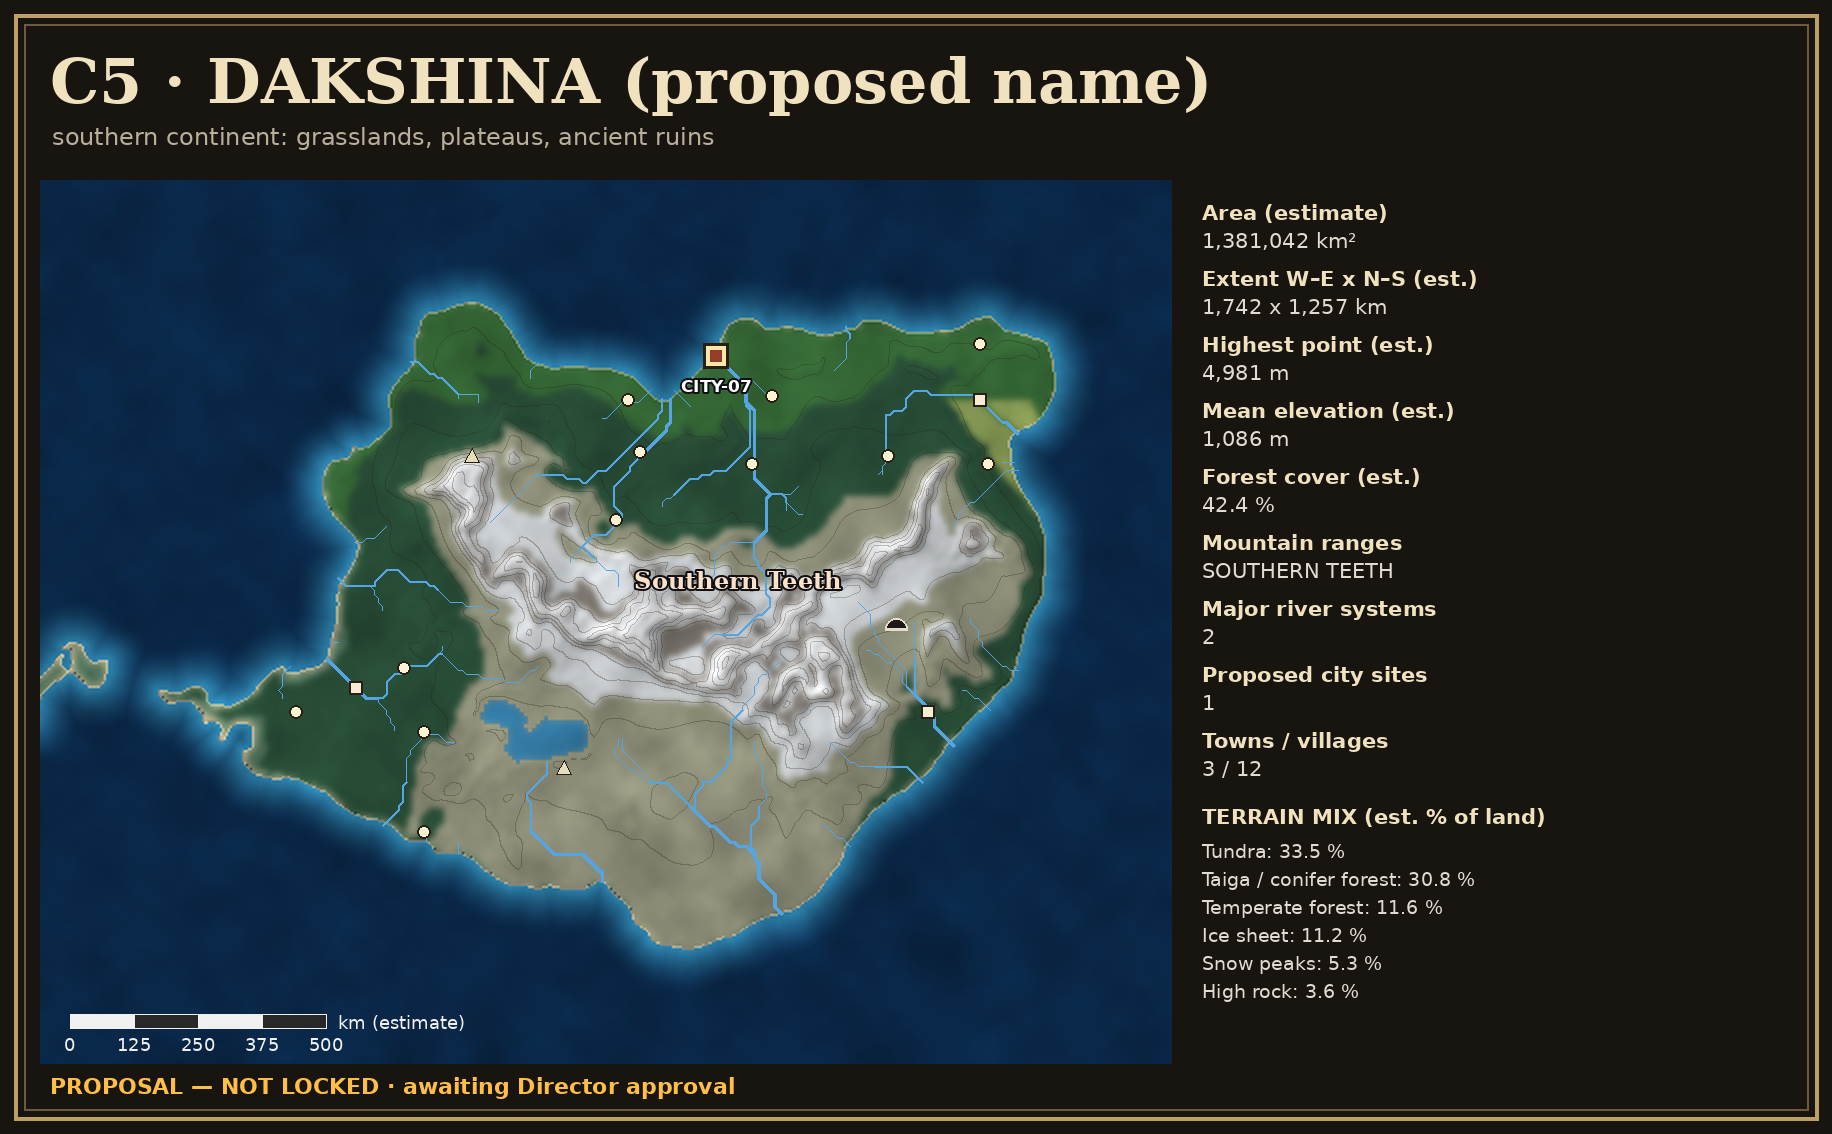 C5 · DAKSHINA (proposed name)
southern continent: grasslands, plateaus, ancient ruins
CITY-07
Southern Teeth
0 125 250 375 500
km (estimate)
Area (estimate)
1,381,042 km²
Extent W–E x N–S (est.)
1,742 x 1,257 km
Highest point (est.)
4,981 m
Mean elevation (est.)
1,086 m
Forest cover (est.)
42.4 %
Mountain ranges
SOUTHERN TEETH
Major river systems
2
Proposed city sites
1
Towns / villages
3 / 12
TERRAIN MIX (est. % of land)
Tundra: 33.5 %
Taiga / conifer forest: 30.8 %
Temperate forest: 11.6 %
Ice sheet: 11.2 %
Snow peaks: 5.3 %
High rock: 3.6 %
PROPOSAL — NOT LOCKED · awaiting Director approval